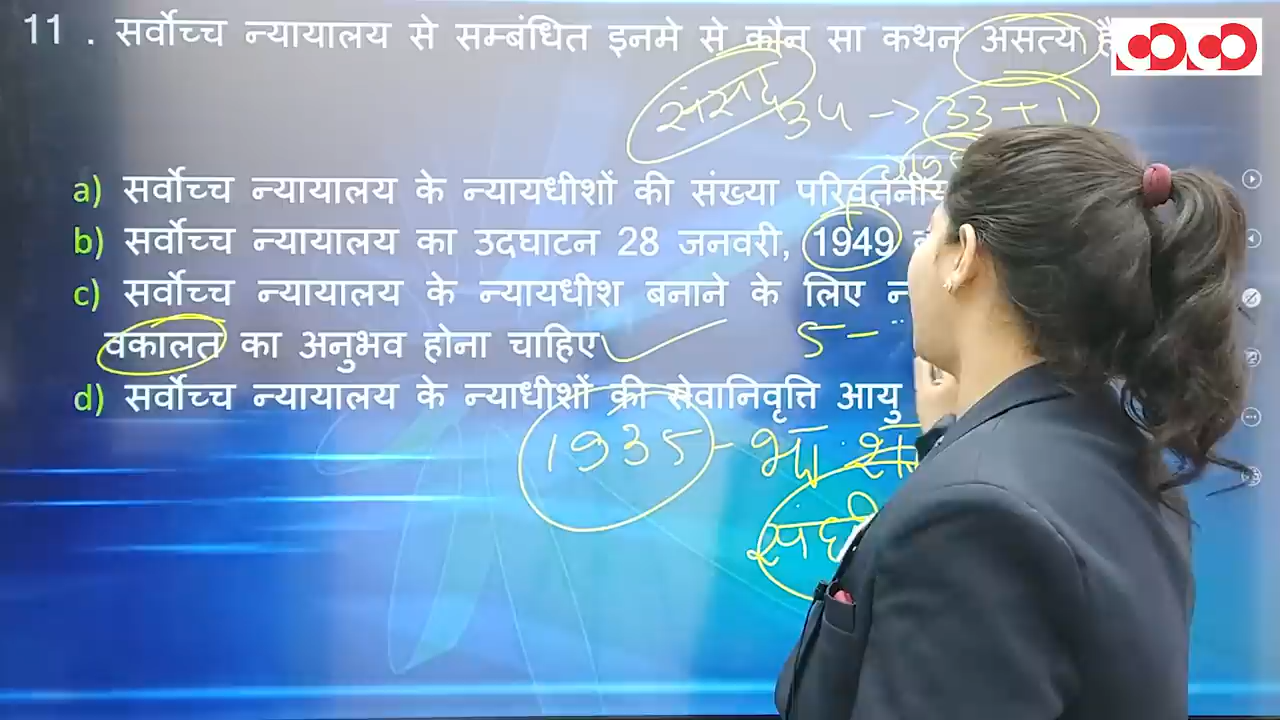 11 . सर्वोच्च न्यायालय से सम्बंधित इनमे से कौन सा कथन असत्य है
संसद 34 -> 33 + 1
a) सर्वोच्च न्यायालय के न्यायधीशों की संख्या परिवर्तनीय
b) सर्वोच्च न्यायालय का उदघाटन 28 जनवरी, 1949
c) सर्वोच्च न्यायालय के न्यायधीश बनाने के लिए
वकालत का अनुभव होना चाहिए
5 -
d) सर्वोच्च न्यायालय के न्याधीशों की सेवानिवृत्ति आयु
1935 - भा
संघी